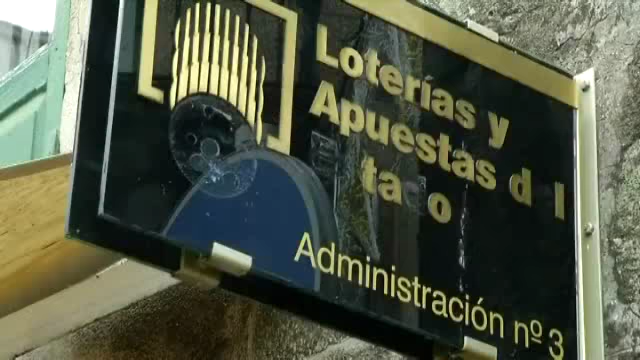 Loterías y
Apuestas d l
ta o
Administración nº 3